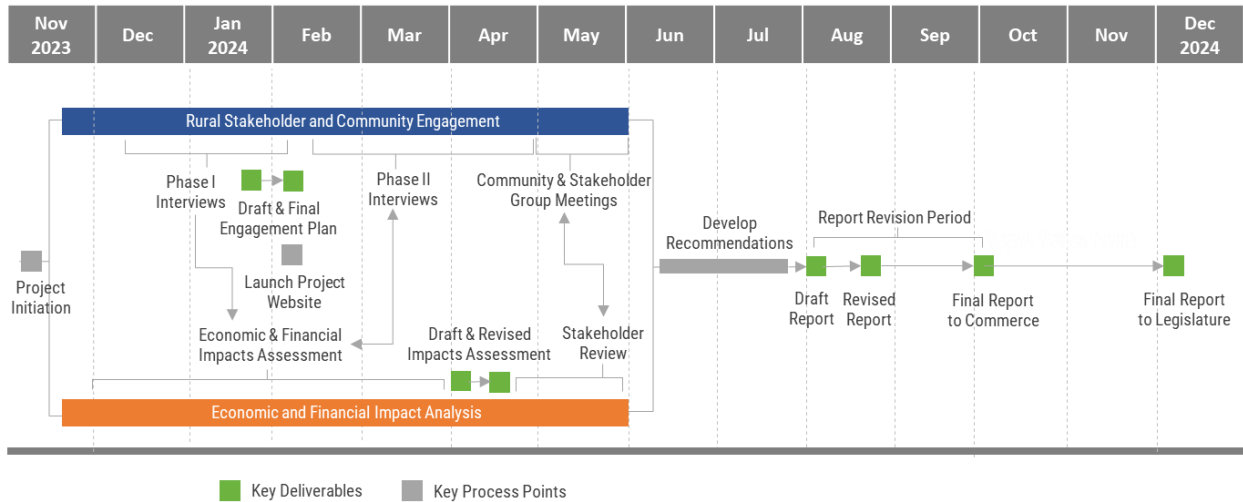 Nov
2023
Dec
Jan
2024
Feb
Mar
Apr
May
Jun
Jul
Aug
Sep
Oct
Nov
Dec
2024
Rural Stakeholder and Community Engagement
Phase I
Interviews
Draft & Final
Engagement Plan
Launch Project
Website
Phase II
Interviews
Community & Stakeholder
Group Meetings
Project
Initiation
Economic & Financial
Impacts Assessment
Draft & Revised
Impacts Assessment
Stakeholder
Review
Economic and Financial Impact Analysis
Develop
Recommendations
Report Revision Period
Draft
Report
Revised
Report
Final Report
to Commerce
Final Report
to Legislature
Key Deliverables
Key Process Points